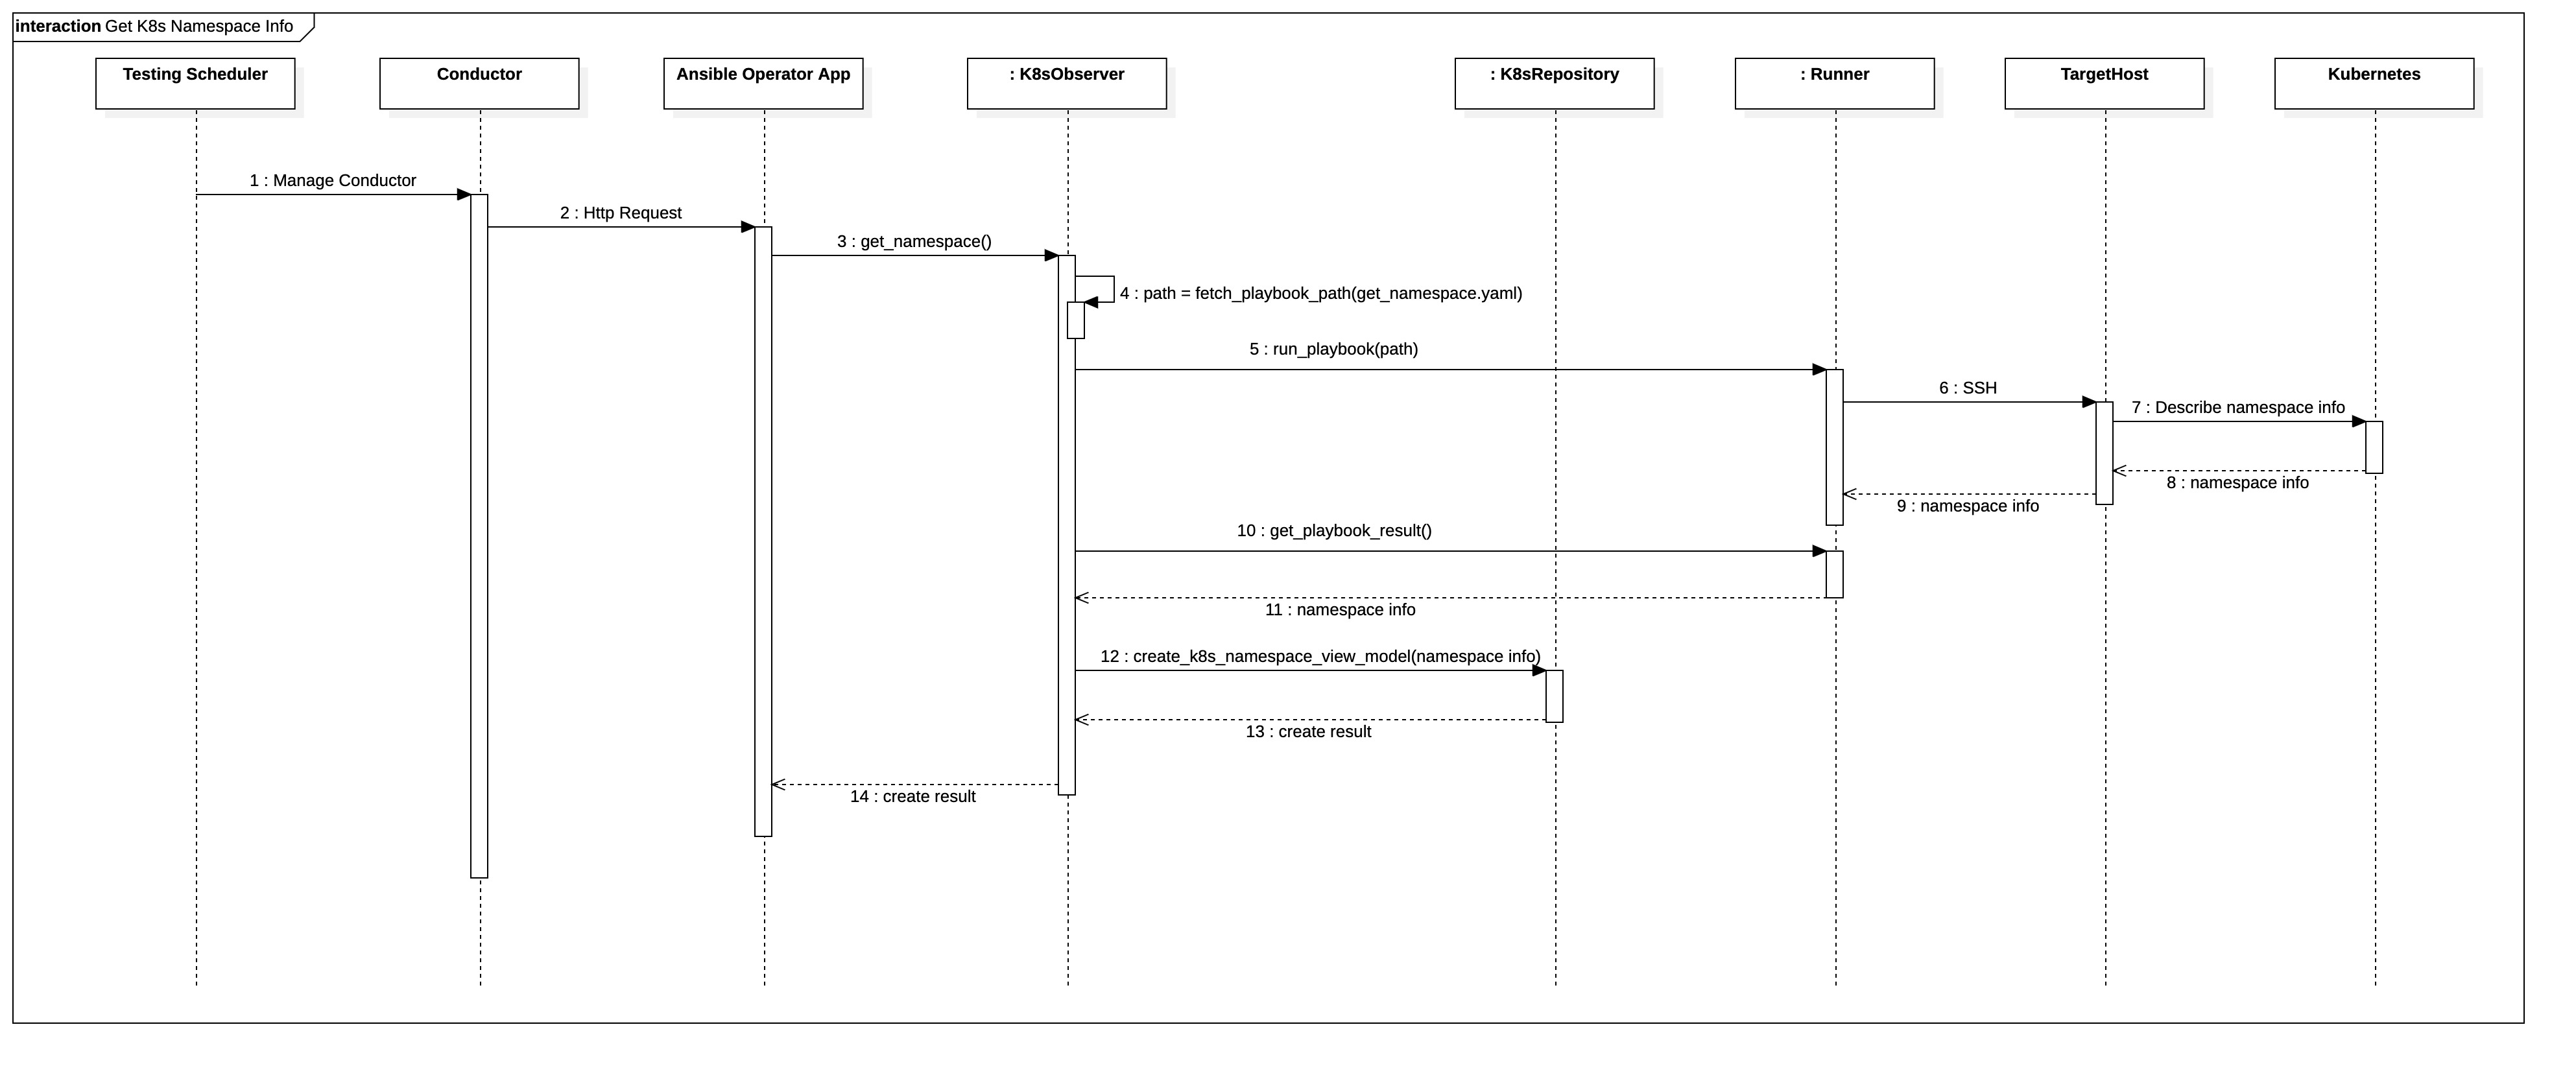 interaction Get K8s Namespace Info
Testing Scheduler
Conductor
Ansible Operator App
: K8sObserver
: K8sRepository
: Runner
TargetHost
Kubernetes
1 : Manage Conductor
2 : Http Request
3 : get_namespace()
4 : path = fetch_playbook_path(get_namespace.yaml)
5 : run_playbook(path)
6 : SSH
7 : Describe namespace info
8 : namespace info
9 : namespace info
10 : get_playbook_result()
11 : namespace info
12 : create_k8s_namespace_view_model(namespace info)
13 : create result
14 : create result